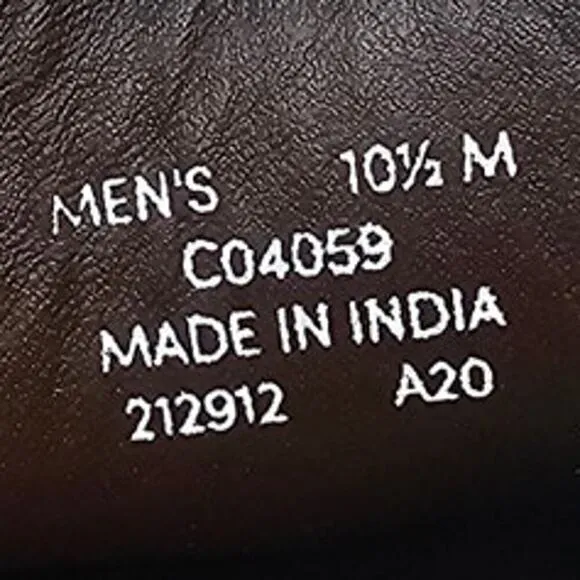 MEN'S 10½ M
C04059
MADE IN INDIA
212912 A20